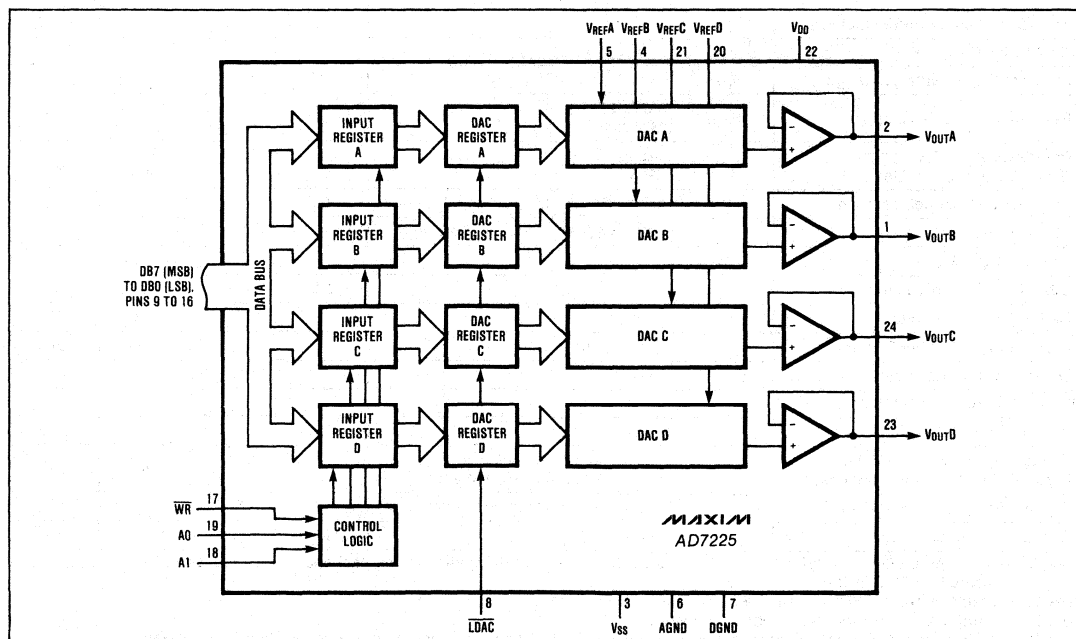 VREFA VREFB VREFC VREFD VDD
5 4 21 20 22
INPUT REGISTER A
DAC REGISTER A
DAC A
2
VOUTA
INPUT REGISTER B
DAC REGISTER B
DAC B
1
VOUTB
DB7 (MSB)
TO DB0 (LSB),
PINS 9 TO 16
DATA BUS
INPUT REGISTER C
DAC REGISTER C
DAC C
24
VOUTC
INPUT REGISTER D
DAC REGISTER D
DAC D
23
VOUTD
- +
- +
- +
- +
WR 17
A0 19
A1 18
CONTROL LOGIC
MAXIM
AD7225
8 3 6 7
LDAC VSS AGND DGND